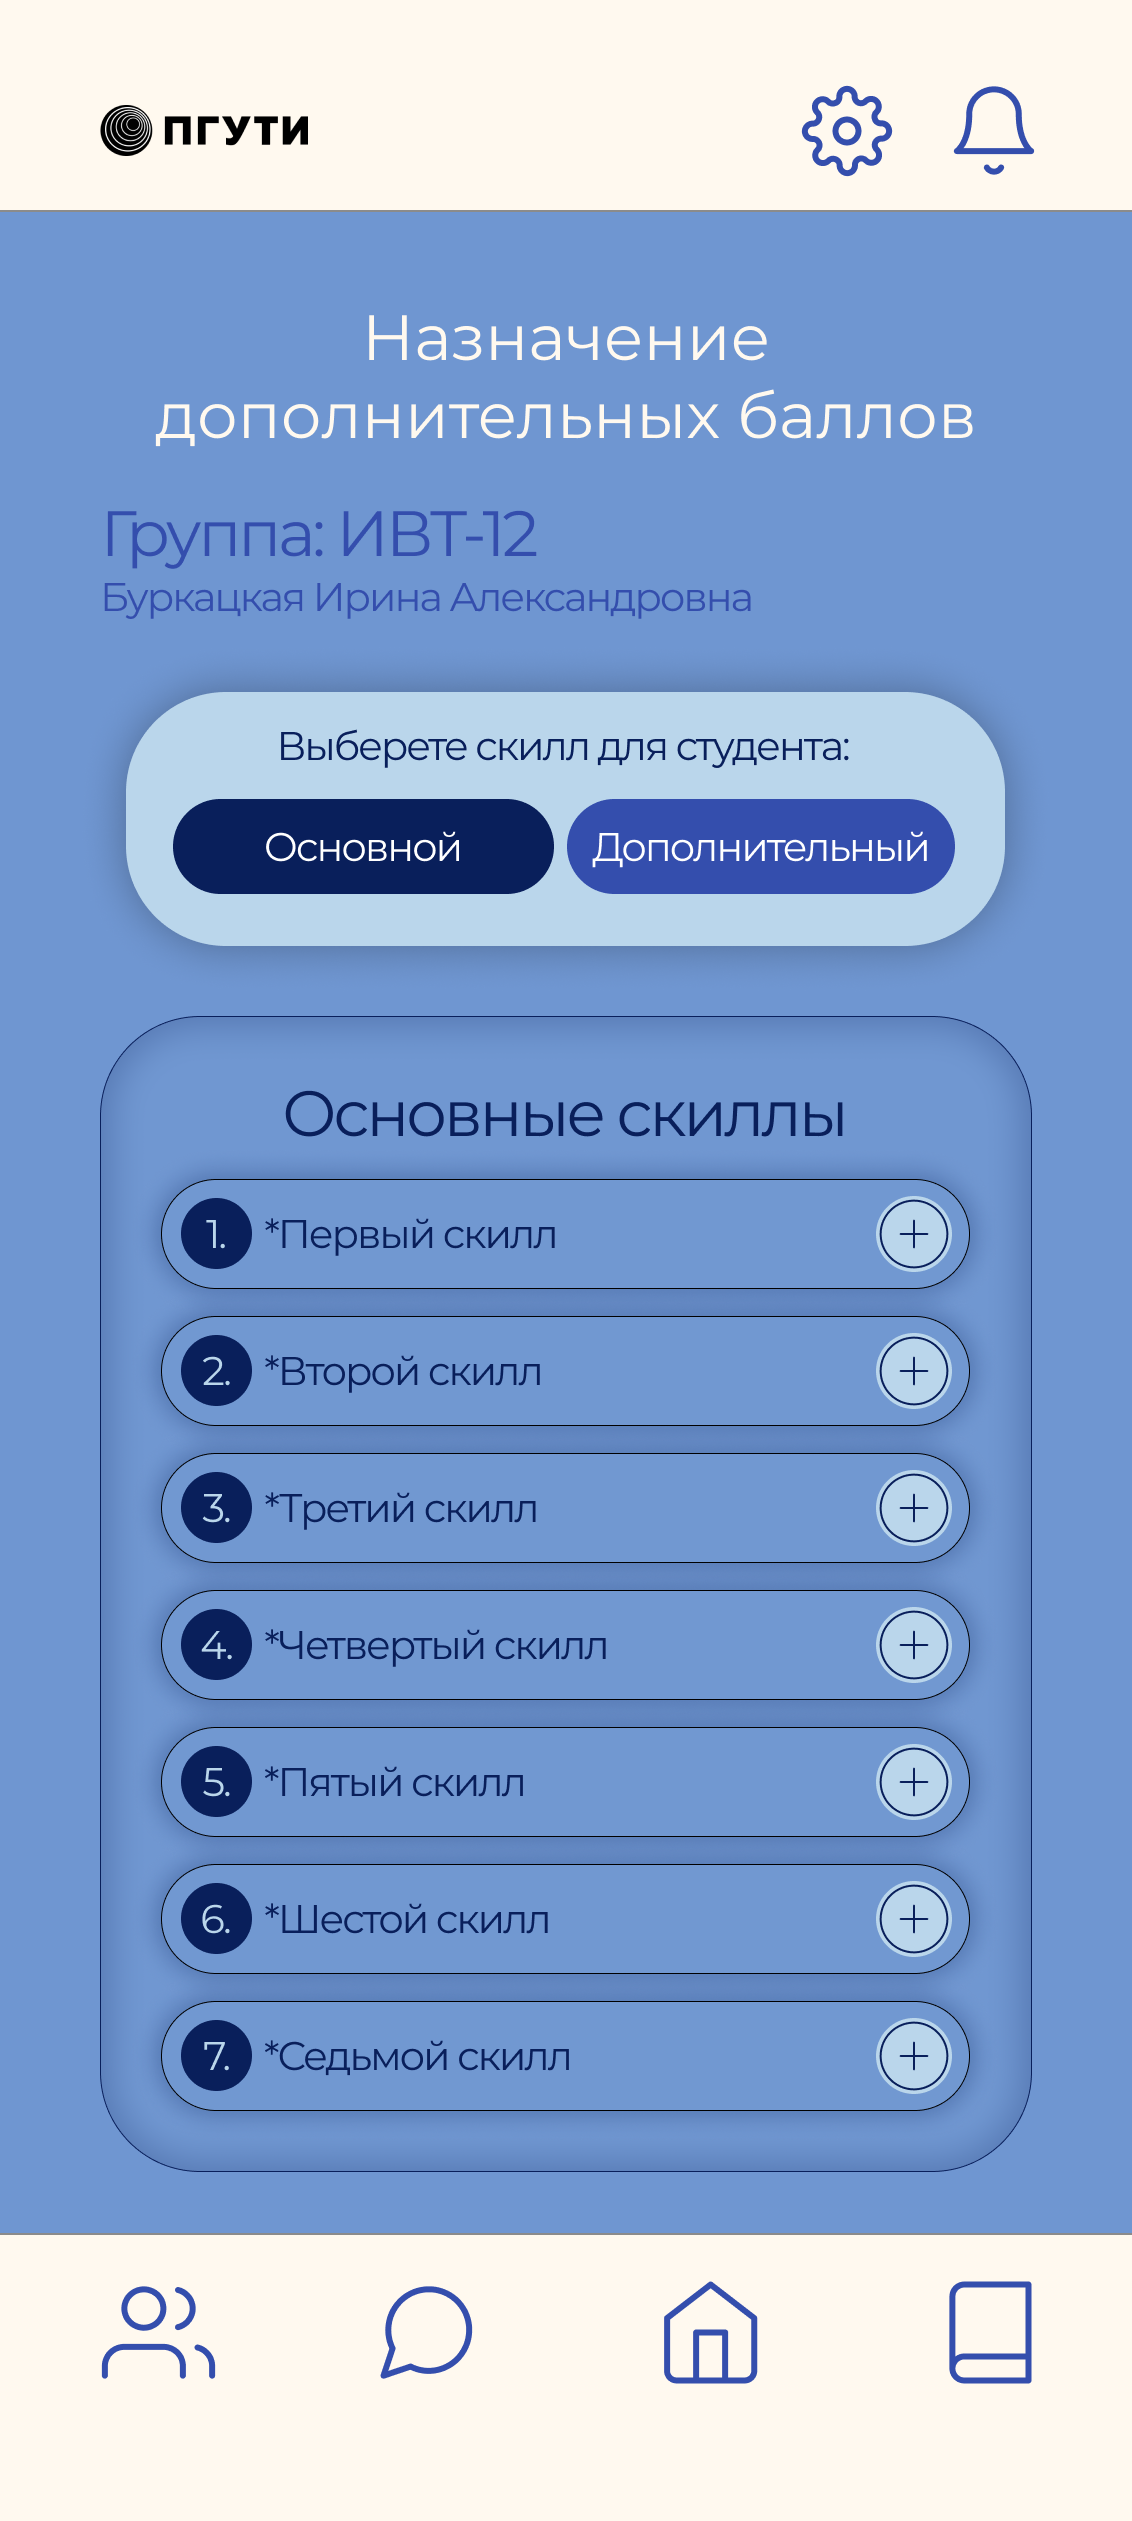 ПГУТИ
Назначение
дополнительных баллов
Группа: ИВТ-12
Буркацкая Ирина Александровна
Выберете скилл для студента:
Основной
Дополнительный
Основные скиллы
1. *Первый скилл
2. *Второй скилл
3. *Третий скилл
4. *Четвертый скилл
5. *Пятый скилл
6. *Шестой скилл
7. *Седьмой скилл